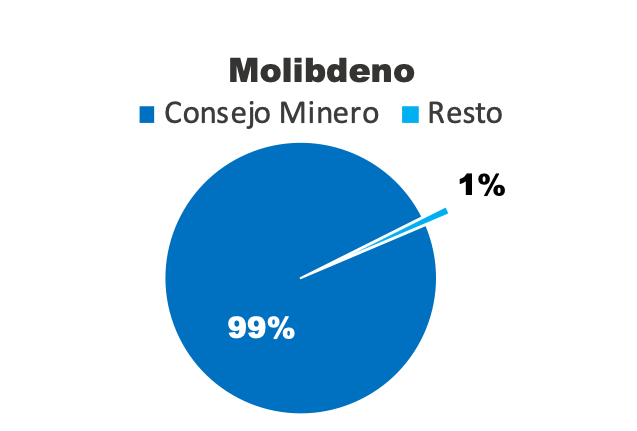 Molibdeno
Consejo Minero Resto
1%
99%